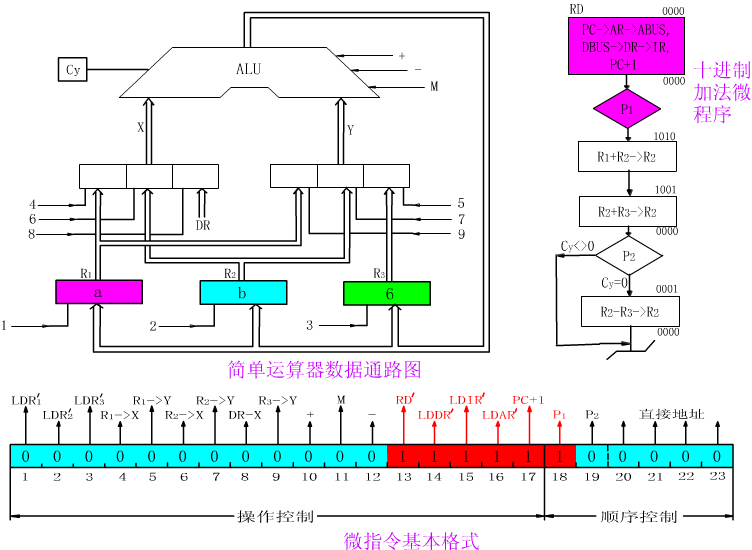 RD 0000
PC->AR->ABUS,
DBUS->DR->IR,
PC+1
0000
P1
1010
R1+R2->R2
1001
R2+R3->R2
0000
Cy<>0
P2
Cy=0
0001
R2-R3->R2
0000
十进制
加法微
程序
Cy
ALU
+
-
M
X
Y
4
6
8
DR
5
7
9
R1
R2
R3
a
b
6
1
2
3
简单运算器数据通路图
LDR1′ LDR3′ R1->Y R2->Y R3->Y M RD′ LDIR′ PC+1
LDR2′ R1->X R2->X DR-X + - LDDR′ LDAR′ P1 P2 直接地址
0 0 0 0 0 0 0 0 0 0 0 0 1 1 1 1 1 1 0 0 0 0 0
1 2 3 4 5 6 7 8 9 10 11 12 13 14 15 16 17 18 19 20 21 22 23
操作控制 顺序控制
微指令基本格式